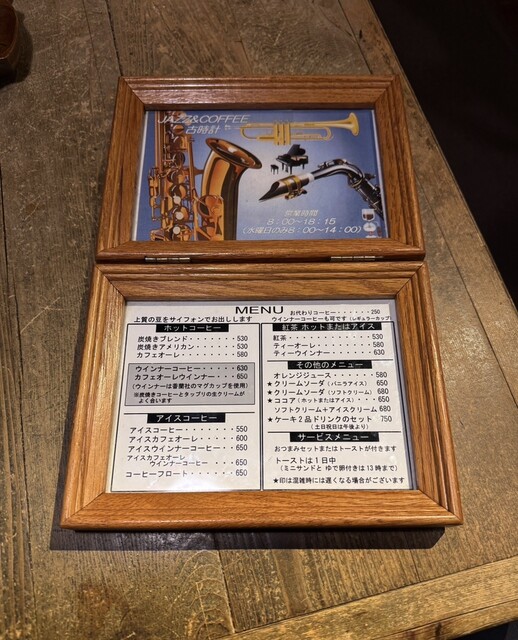 JAZZ&COFFEE
古時計
営業時間
8:00~18:15
(水曜日のみ8:00~14:00)
MENU
上質の豆をサイフォンでお出しします
お代わりコーヒー・・・・・・250
ウインナーコーヒーも可です(レギュラーカップ)
ホットコーヒー
炭焼きブレンド・・・・・・530
炭焼きアメリカン・・・・・530
カフェオーレ・・・・・・・580
ウインナーコーヒー・・・・630
カフェオーレウインナー・・650
(ウインナーは香蘭社のマグカップを使用)
※炭焼コーヒーとタップリの生クリームが
よく合います
アイスコーヒー
アイスコーヒー・・・・・・550
アイスカフェオーレ・・・・・600
アイスウインナーコーヒー・・650
アイスカフェオーレ
ウインナーコーヒー・・・650
コーヒーフロート・・・・・650
紅茶 ホットまたはアイス
紅茶・・・・・・・・・・・530
ティーオーレ・・・・・・・580
ティーウインナー・・・・・630
その他のメニュー
オレンジジュース・・・・・580
★クリームソーダ(バニラアイス) 650
★クリームソーダ(ソフトクリーム) 680
★ココア(ホットまたはアイス)・・・650
ソフトクリーム+アイスクリーム680
★ケーキ2品ドリンクのセット 750
(土日祝日は午後より)
サービスメニュー
おつまみセットまたはトーストが付きます
トーストは1日中
(ミニサンドと ゆで卵付きは13時まで)
★印は混雑時には遅くなる場合がございます